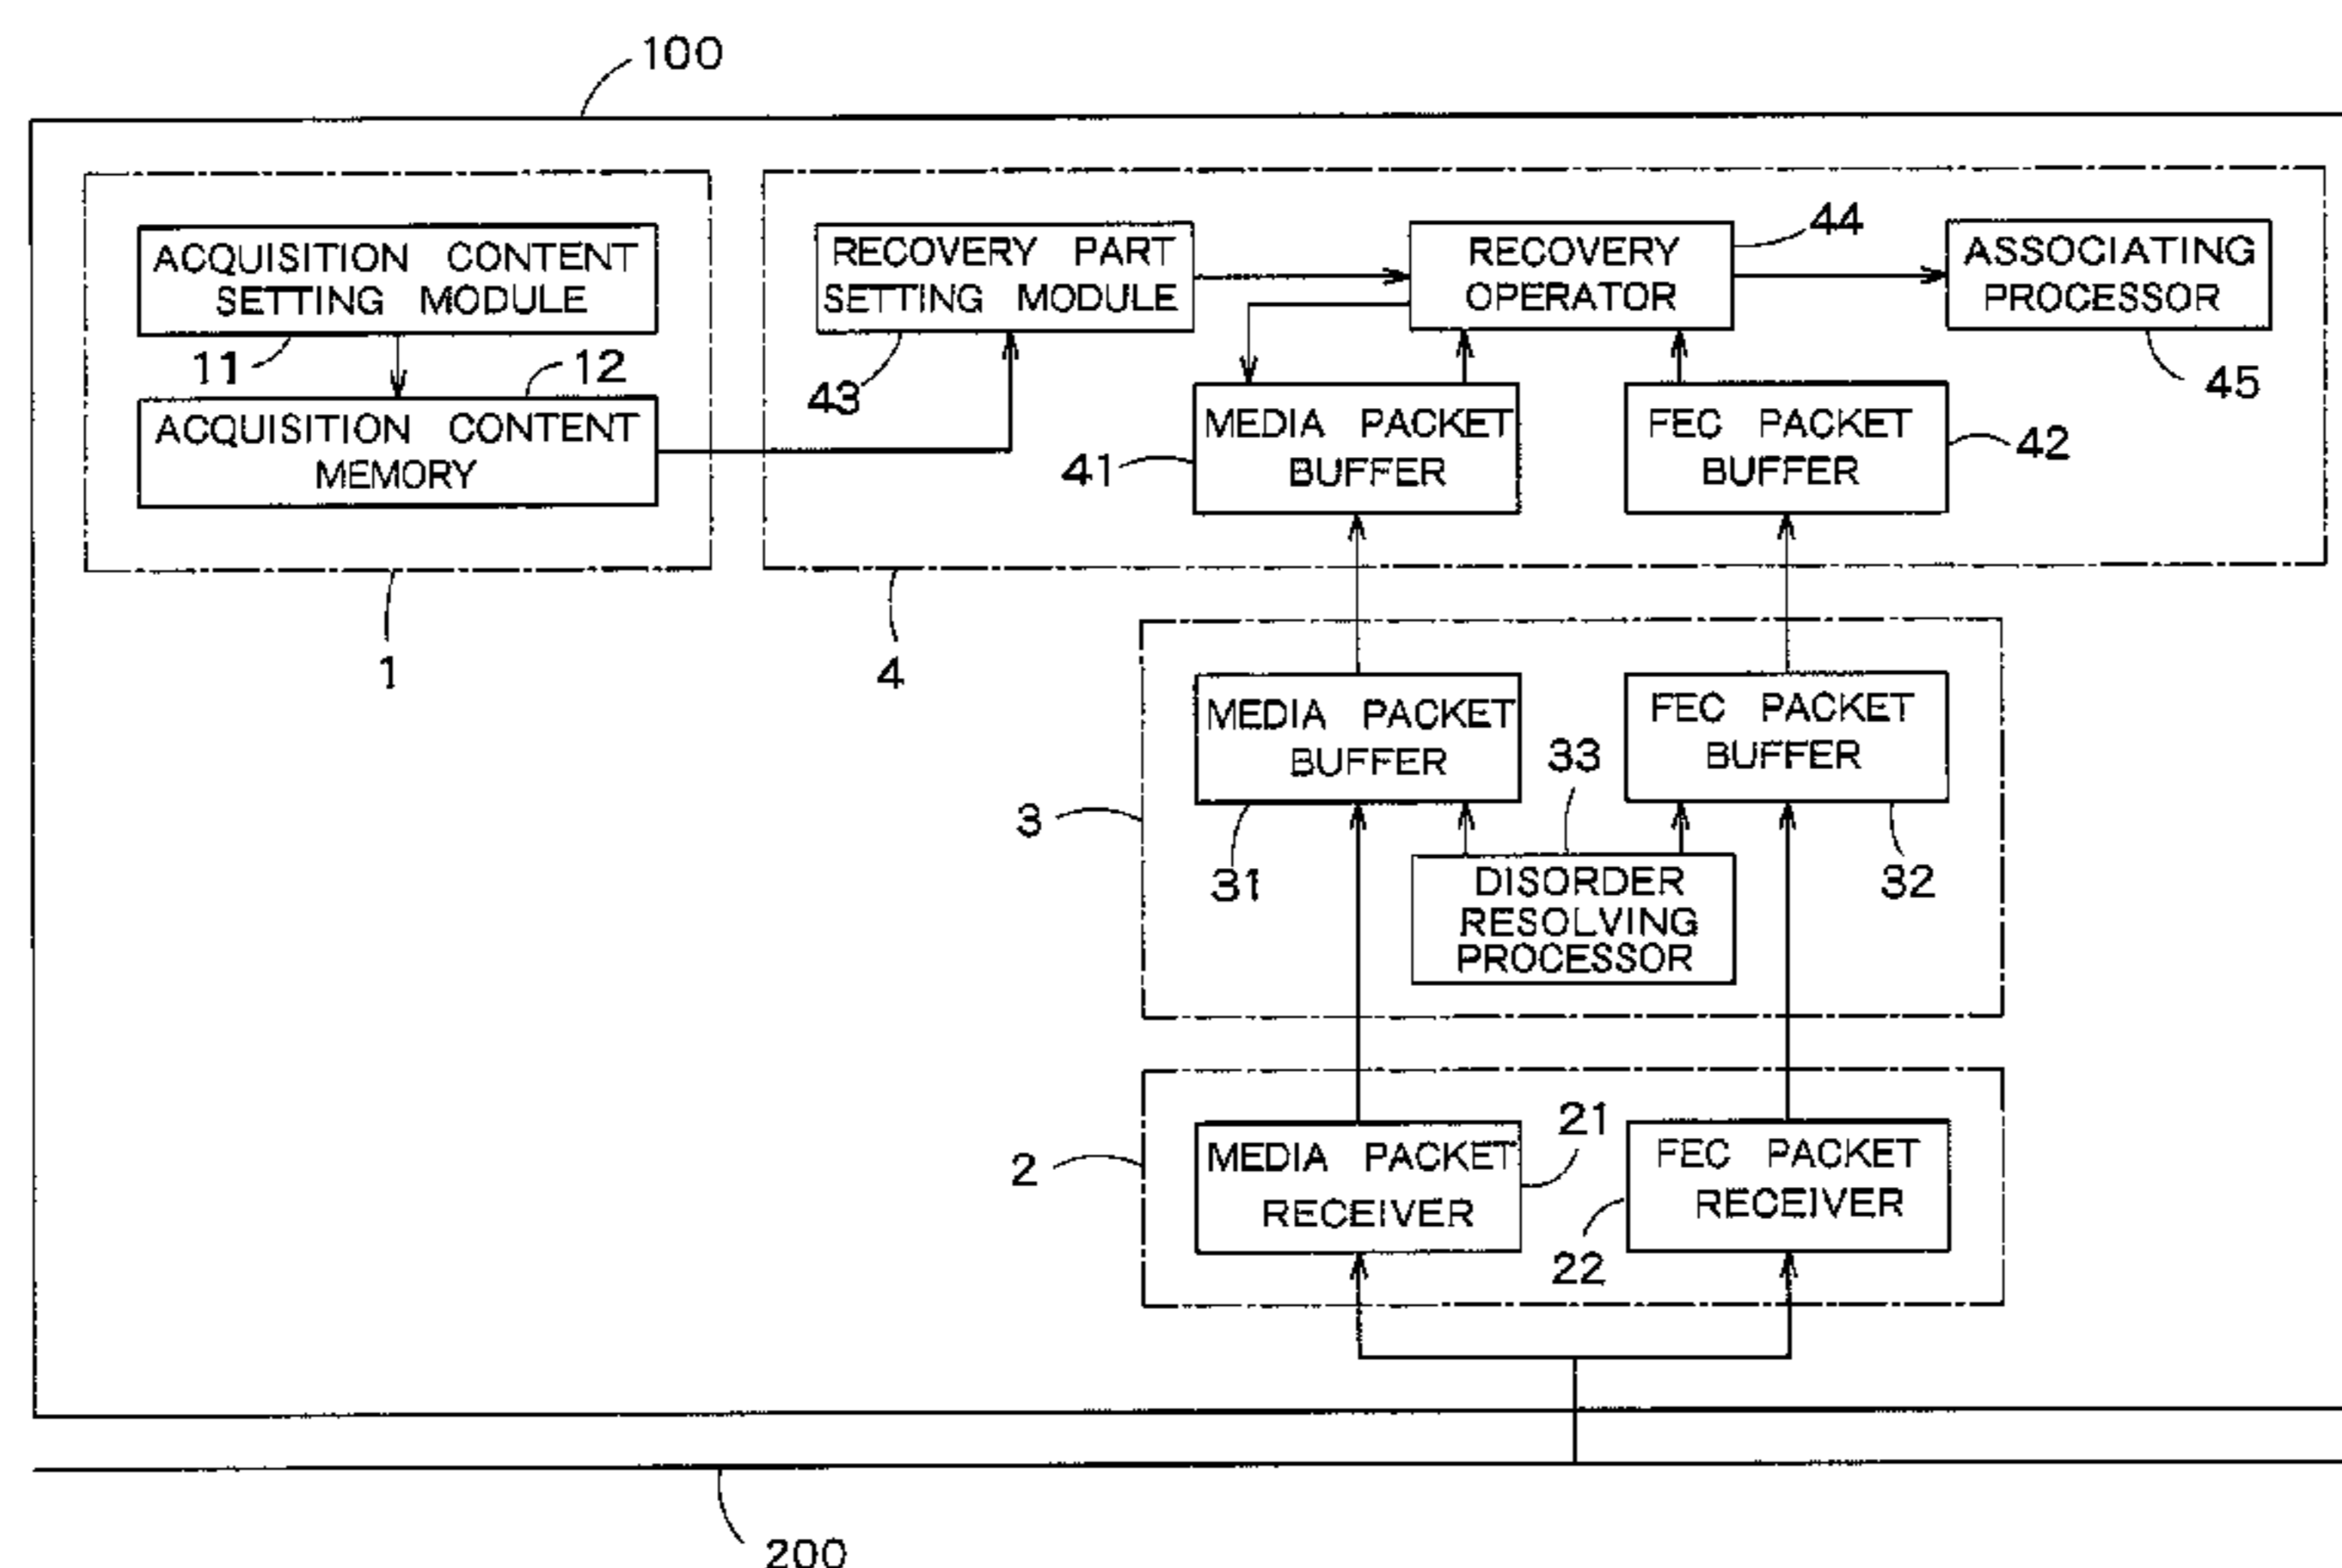 100
ACQUISITION CONTENT
SETTING MODULE
11
12
ACQUISITION CONTENT
MEMORY
1
RECOVERY PART
SETTING MODULE
43
RECOVERY
OPERATOR
44
ASSOCIATING
PROCESSOR
45
MEDIA PACKET
BUFFER
41
FEC PACKET
BUFFER
42
4
MEDIA PACKET
BUFFER
31
33
FEC PACKET
BUFFER
32
3
DISORDER
RESOLVING
PROCESSOR
2
MEDIA PACKET
RECEIVER
21
FEC PACKET
RECEIVER
22
200